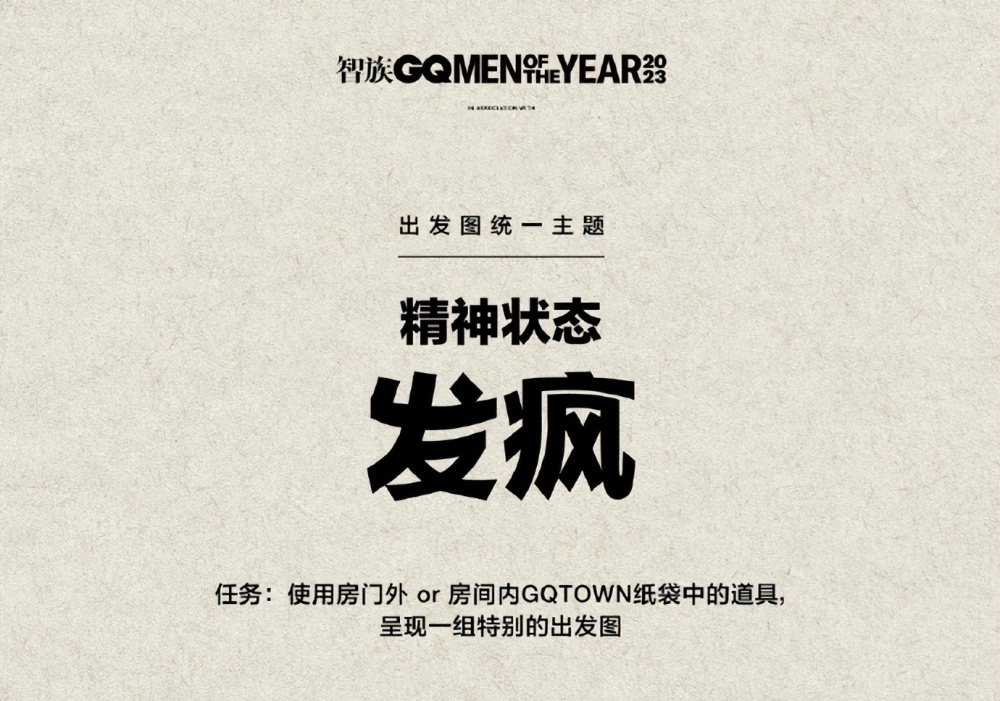 智族GQMEN OF THE YEAR 2023
IN ASSOCIATION WITH
出发图统一主题
精神状态
发疯
任务：使用房门外 or 房间内GQTOWN纸袋中的道具，
呈现一组特别的出发图